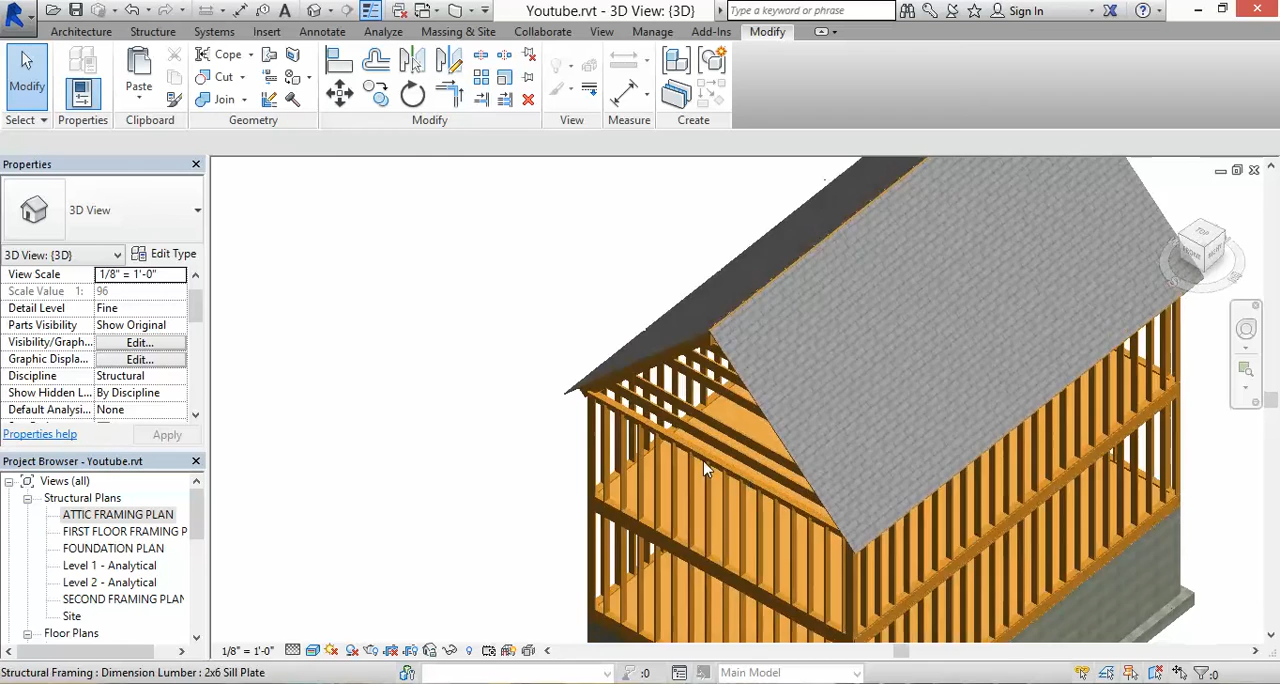 Youtube.rvt - 3D View: {3D}
Type a keyword or phrase
Sign In
Architecture Structure Systems Insert Annotate Analyze Massing & Site Collaborate View Manage Add-Ins Modify
Modify
Paste
Cope
Cut
Join
Select Properties Clipboard Geometry Modify View Measure Create
Properties
3D View
3D View: {3D} Edit Type
View Scale 1/8" = 1'-0"
Scale Value 1: 96
Detail Level Fine
Parts Visibility Show Original
Visibility/Graph... Edit...
Graphic Displa... Edit...
Discipline Structural
Show Hidden L... By Discipline
Default Analysi... None
Properties help Apply
Project Browser - Youtube.rvt
Views (all)
Structural Plans
ATTIC FRAMING PLAN
FIRST FLOOR FRAMING P
FOUNDATION PLAN
Level 1 - Analytical
Level 2 - Analytical
SECOND FRAMING PLAN
Site
Floor Plans
TOP
1/8" = 1'-0"
Structural Framing : Dimension Lumber : 2x6 Sill Plate
:0
Main Model
:0